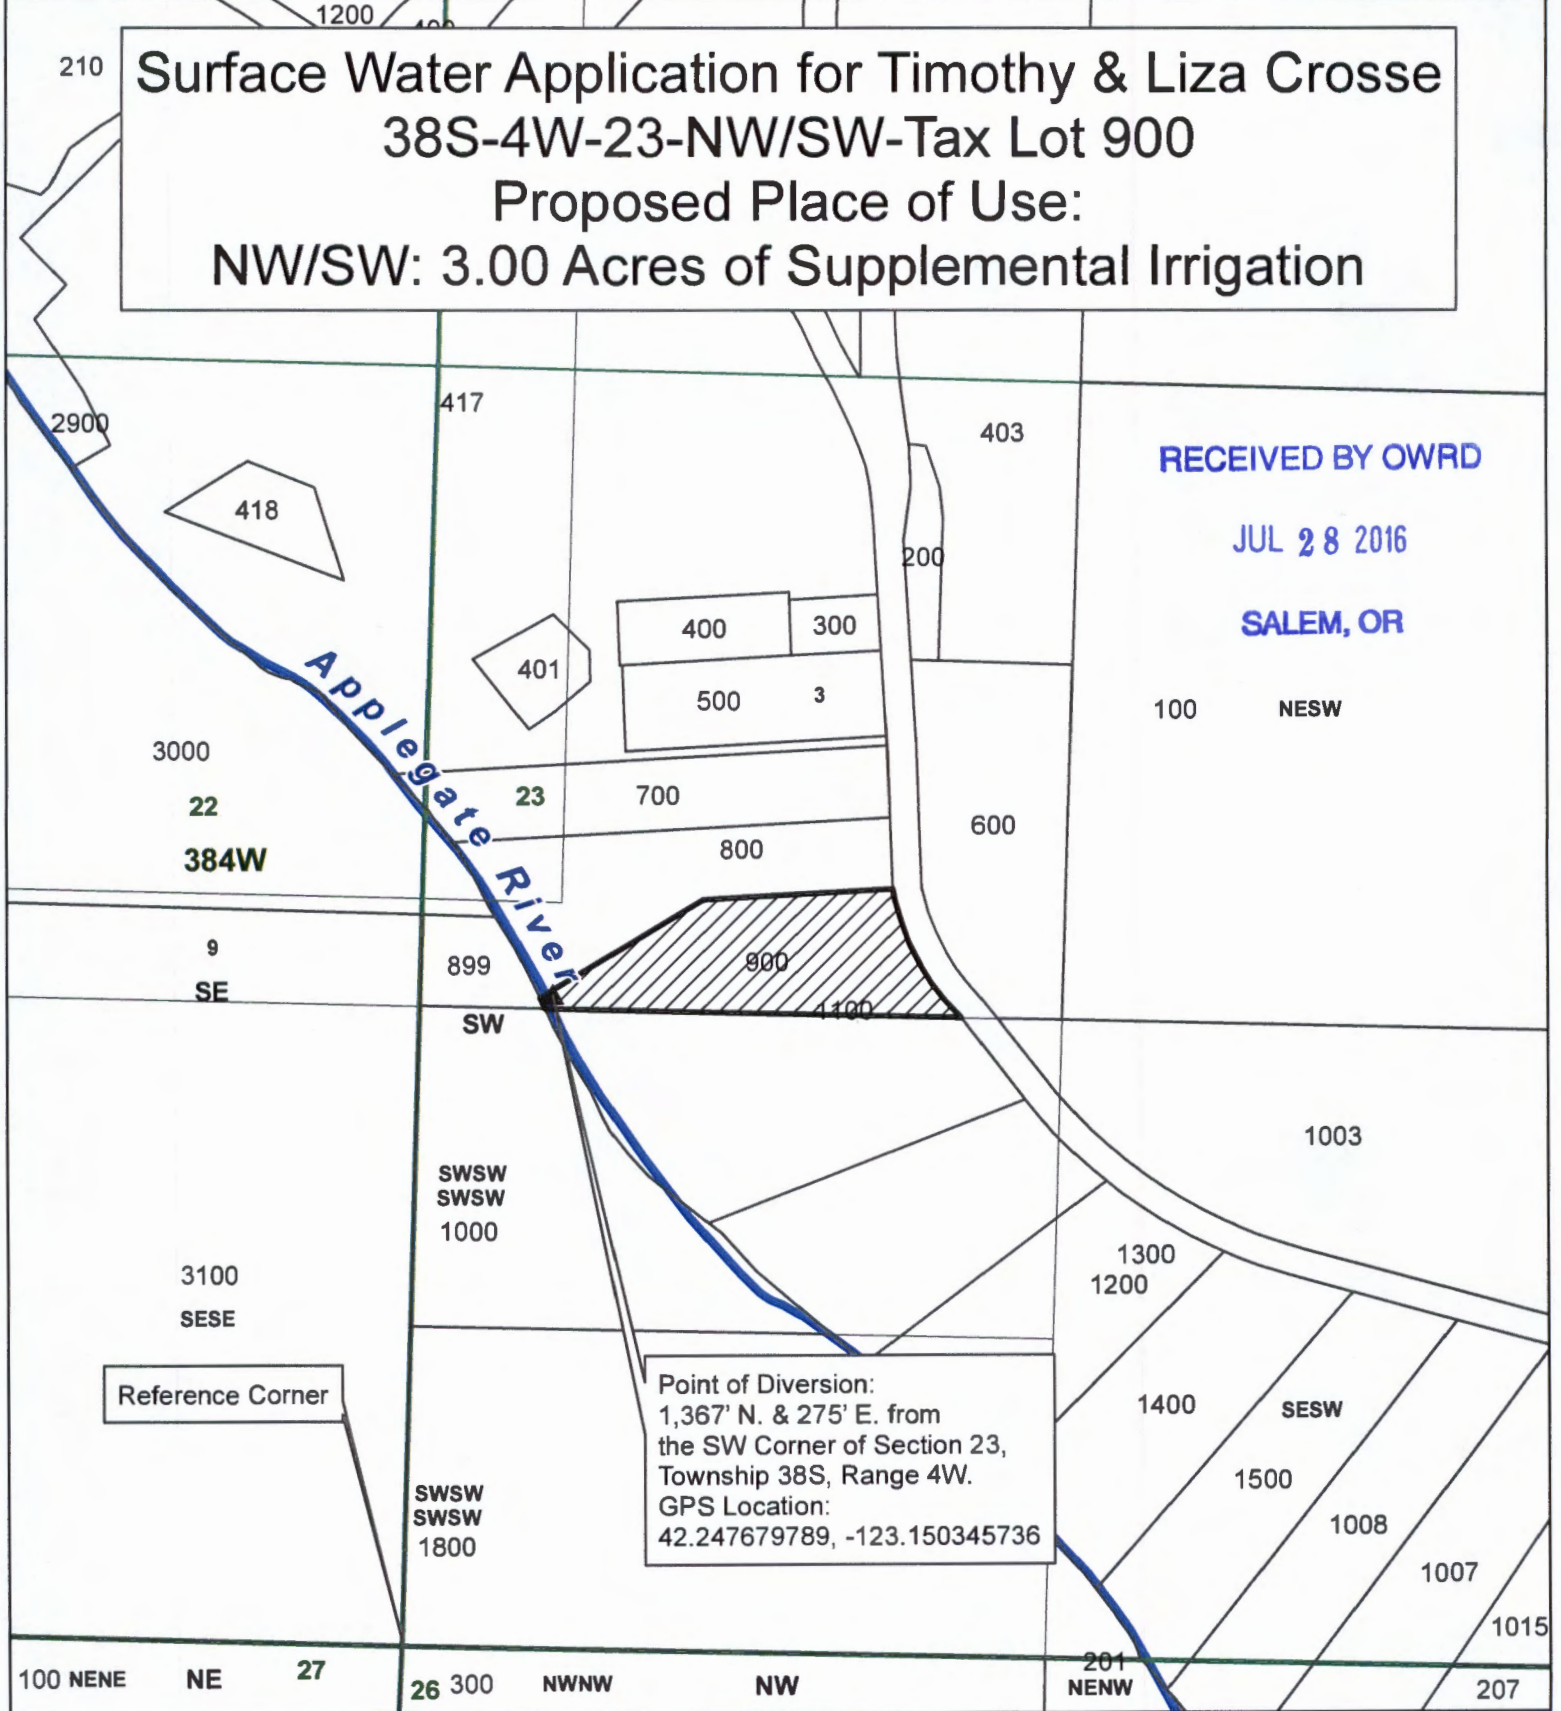 1200
210
Surface Water Application for Timothy & Liza Crosse
38S-4W-23-NW/SW-Tax Lot 900
Proposed Place of Use:
NW/SW: 3.00 Acres of Supplemental Irrigation
417
2900
403
RECEIVED BY OWRD
418
JUL 28 2016
200
SALEM, OR
400
300
401
Applegate River
500
3
100
NESW
3000
22
23
700
600
384W
800
9
899
900
SE
1100
SW
1003
SWSW
SWSW
1000
3100
1300
1200
SESE
Reference Corner
Point of Diversion:
1,367' N. & 275' E. from
the SW Corner of Section 23,
Township 38S, Range 4W.
GPS Location:
42.247679789, -123.150345736
1400
SESW
1500
SWSW
SWSW
1800
1008
1007
1015
100 NENE
NE
27
26
300
NWNW
NW
201
NENW
207